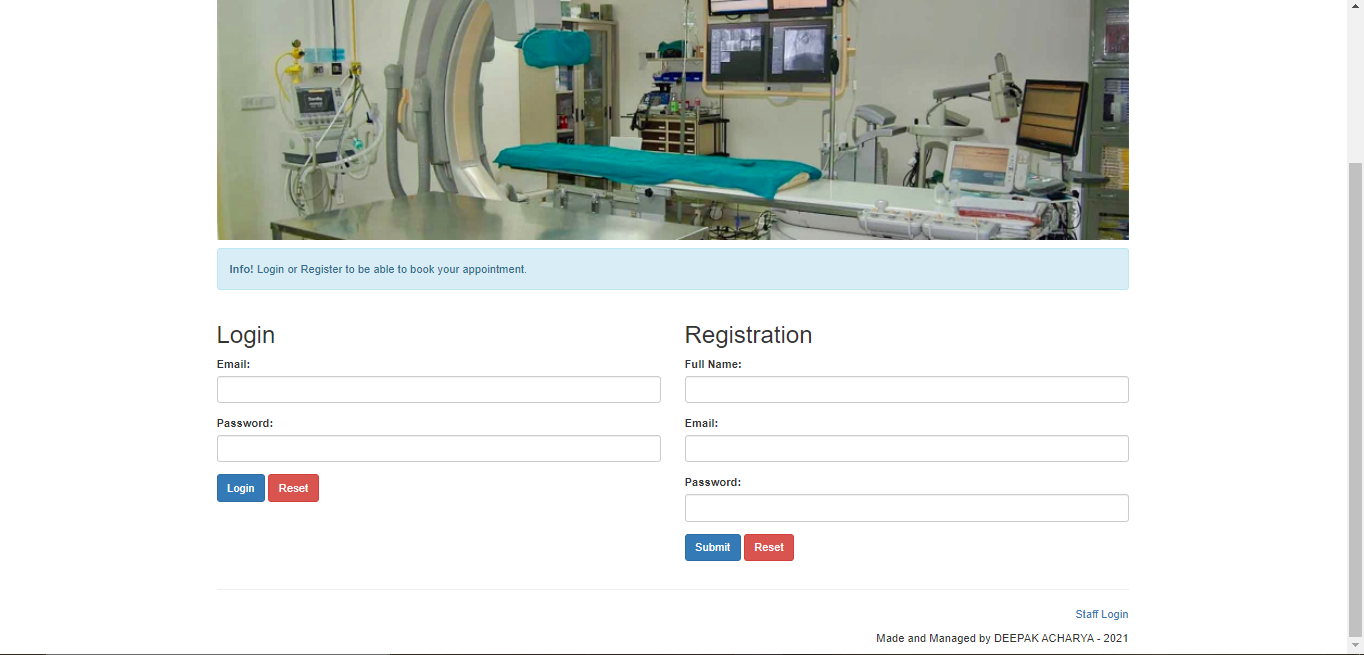 Info! Login or Register to be able to book your appointment.
Login
Email:
Password:
Login Reset
Registration
Full Name:
Email:
Password:
Submit Reset
Staff Login
Made and Managed by DEEPAK ACHARYA - 2021